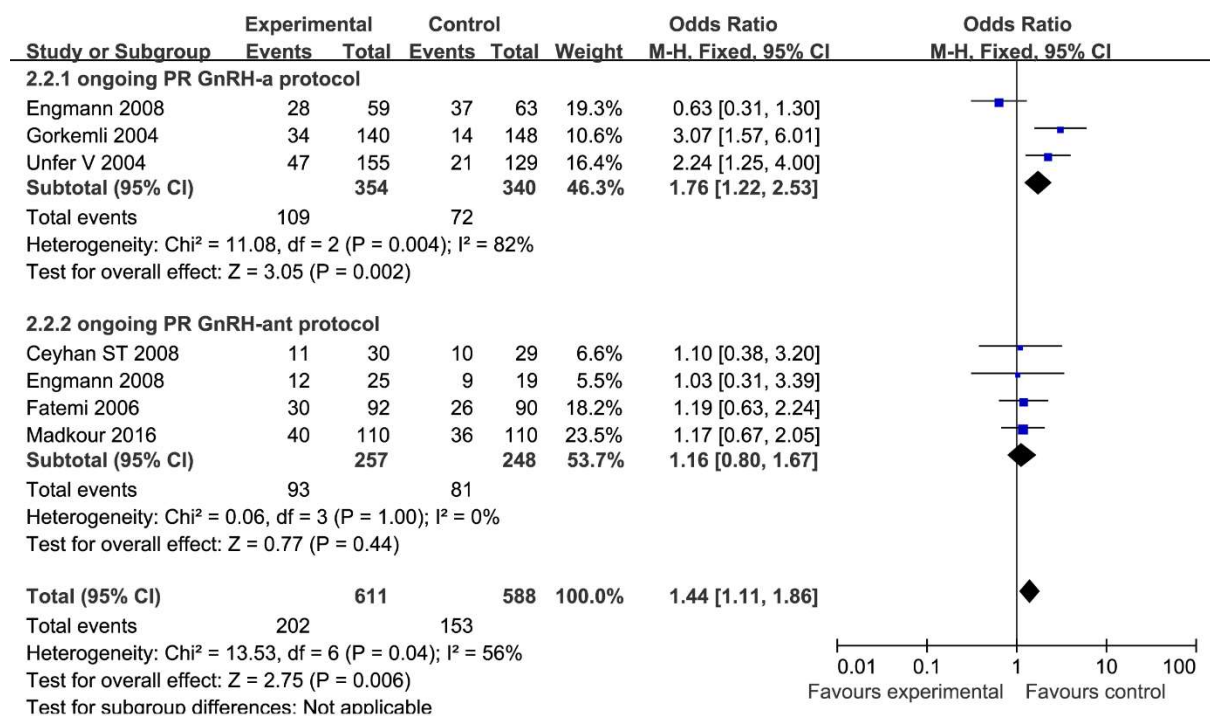 Experimental Control Odds Ratio Odds Ratio
Study or Subgroup Events Total Events Total Weight M-H, Fixed, 95% CI M-H, Fixed, 95% CI
2.2.1 ongoing PR GnRH-a protocol
Engmann 2008 28 59 37 63 19.3% 0.63 [0.31, 1.30]
Gorkemli 2004 34 140 14 148 10.6% 3.07 [1.57, 6.01]
Unfer V 2004 47 155 21 129 16.4% 2.24 [1.25, 4.00]
Subtotal (95% CI) 354 340 46.3% 1.76 [1.22, 2.53]
Total events 109 72
Heterogeneity: Chi² = 11.08, df = 2 (P = 0.004); I² = 82%
Test for overall effect: Z = 3.05 (P = 0.002)
2.2.2 ongoing PR GnRH-ant protocol
Ceyhan ST 2008 11 30 10 29 6.6% 1.10 [0.38, 3.20]
Engmann 2008 12 25 9 19 5.5% 1.03 [0.31, 3.39]
Fatemi 2006 30 92 26 90 18.2% 1.19 [0.63, 2.24]
Madkour 2016 40 110 36 110 23.5% 1.17 [0.67, 2.05]
Subtotal (95% CI) 257 248 53.7% 1.16 [0.80, 1.67]
Total events 93 81
Heterogeneity: Chi² = 0.06, df = 3 (P = 1.00); I² = 0%
Test for overall effect: Z = 0.77 (P = 0.44)
Total (95% CI) 611 588 100.0% 1.44 [1.11, 1.86]
Total events 202 153
Heterogeneity: Chi² = 13.53, df = 6 (P = 0.04); I² = 56%
Test for overall effect: Z = 2.75 (P = 0.006)
Test for subgroup differences: Not applicable
0.01 0.1 1 10 100
Favours experimental Favours control